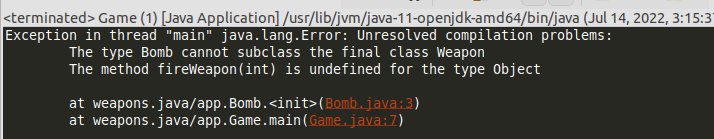 <terminated> Game (1) [Java Application] /usr/lib/jvm/java-11-openjdk-amd64/bin/java (Jul 14, 2022, 3:15:3
Exception in thread "main" java.lang.Error: Unresolved compilation problems:
The type Bomb cannot subclass the final class Weapon
The method fireWeapon(int) is undefined for the type Object
at weapons.java/app.Bomb.<init>(Bomb.java:3)
at weapons.java/app.Game.main(Game.java:7)